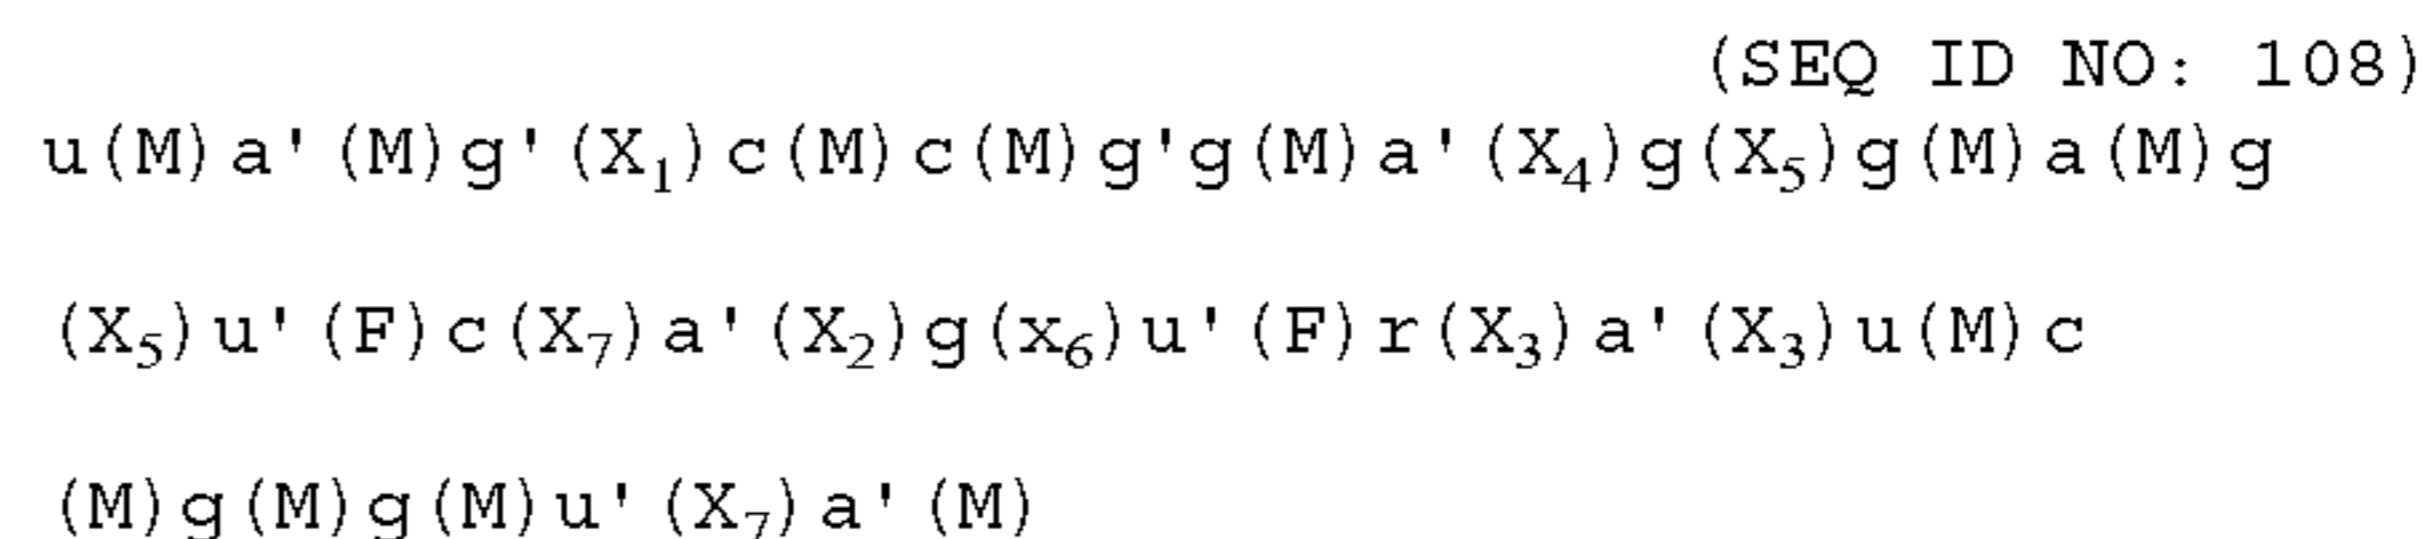 (SEQ ID NO: 108)
u(M)a'(M)g'(X₁)c(M)c(M)g'g(M)a'(X₄)g(X₅)g(M)a(M)g
(X₅)u'(F)c(X₇)a'(X₂)g(x₆)u'(F)r(X₃)a'(X₃)u(M)c
(M)g(M)g(M)u'(X₇)a'(M)